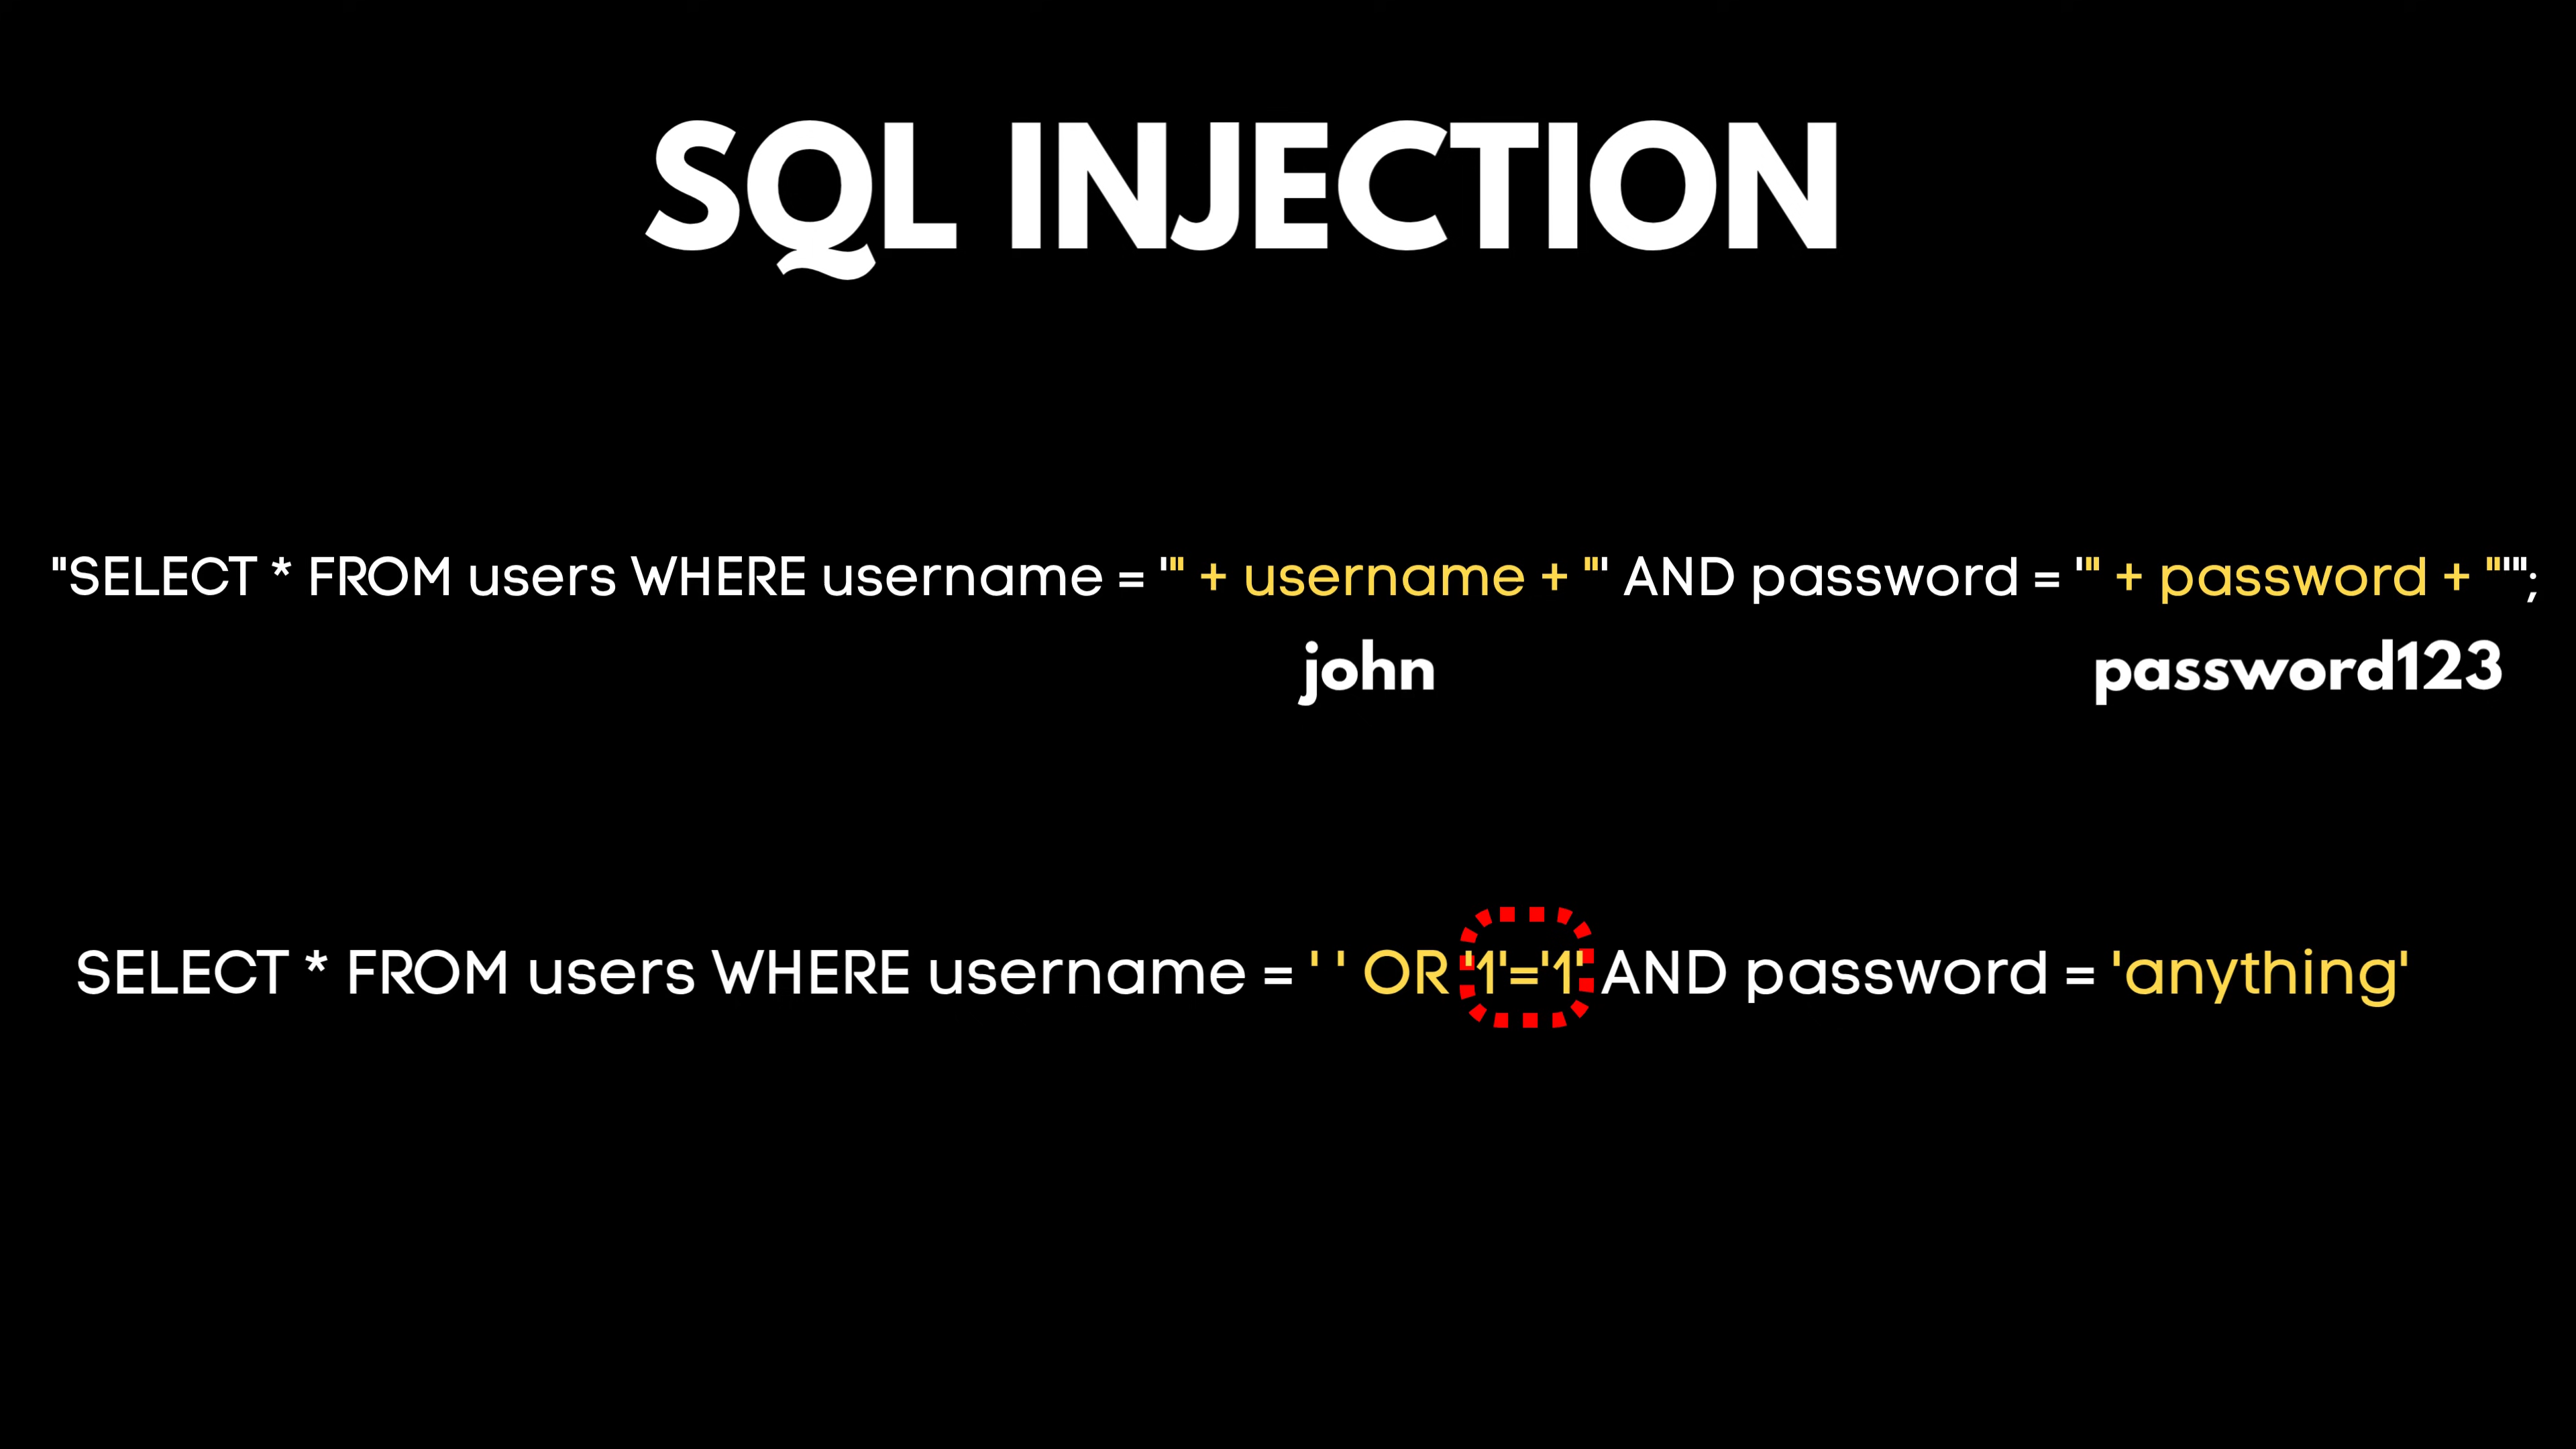 SQL INJECTION
"SELECT * FROM users WHERE username = '" + username + "' AND password = '" + password + "'";
john
password123
SELECT * FROM users WHERE username = ' ' OR '1'='1' AND password = 'anything'